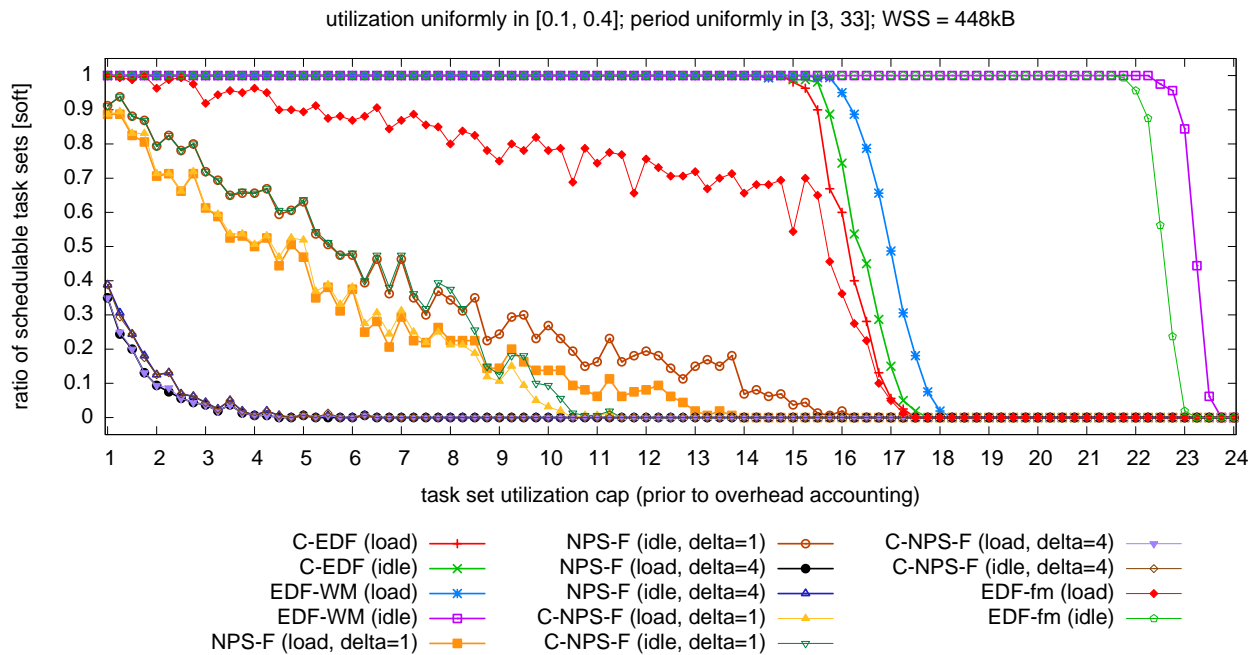 utilization uniformly in [0.1, 0.4]; period uniformly in [3, 33]; WSS = 448kB
ratio of schedulable task sets [soft]
1
0.9
0.8
0.7
0.6
0.5
0.4
0.3
0.2
0.1
0
1 2 3 4 5 6 7 8 9 10 11 12 13 14 15 16 17 18 19 20 21 22 23 24
task set utilization cap (prior to overhead accounting)
C-EDF (load)
C-EDF (idle)
EDF-WM (load)
EDF-WM (idle)
NPS-F (load, delta=1)
NPS-F (idle, delta=1)
NPS-F (load, delta=4)
NPS-F (idle, delta=4)
C-NPS-F (load, delta=1)
C-NPS-F (idle, delta=1)
C-NPS-F (load, delta=4)
C-NPS-F (idle, delta=4)
EDF-fm (load)
EDF-fm (idle)